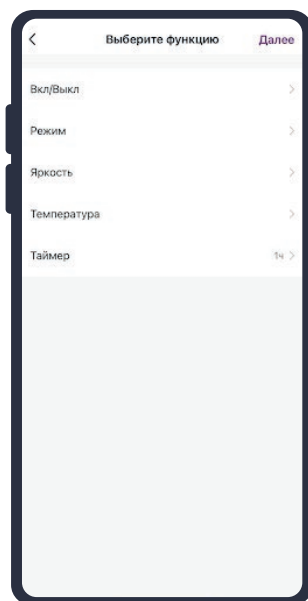 Выберите функцию Далее
Вкл/Выкл
Режим
Яркость
Температура
Таймер 1ч